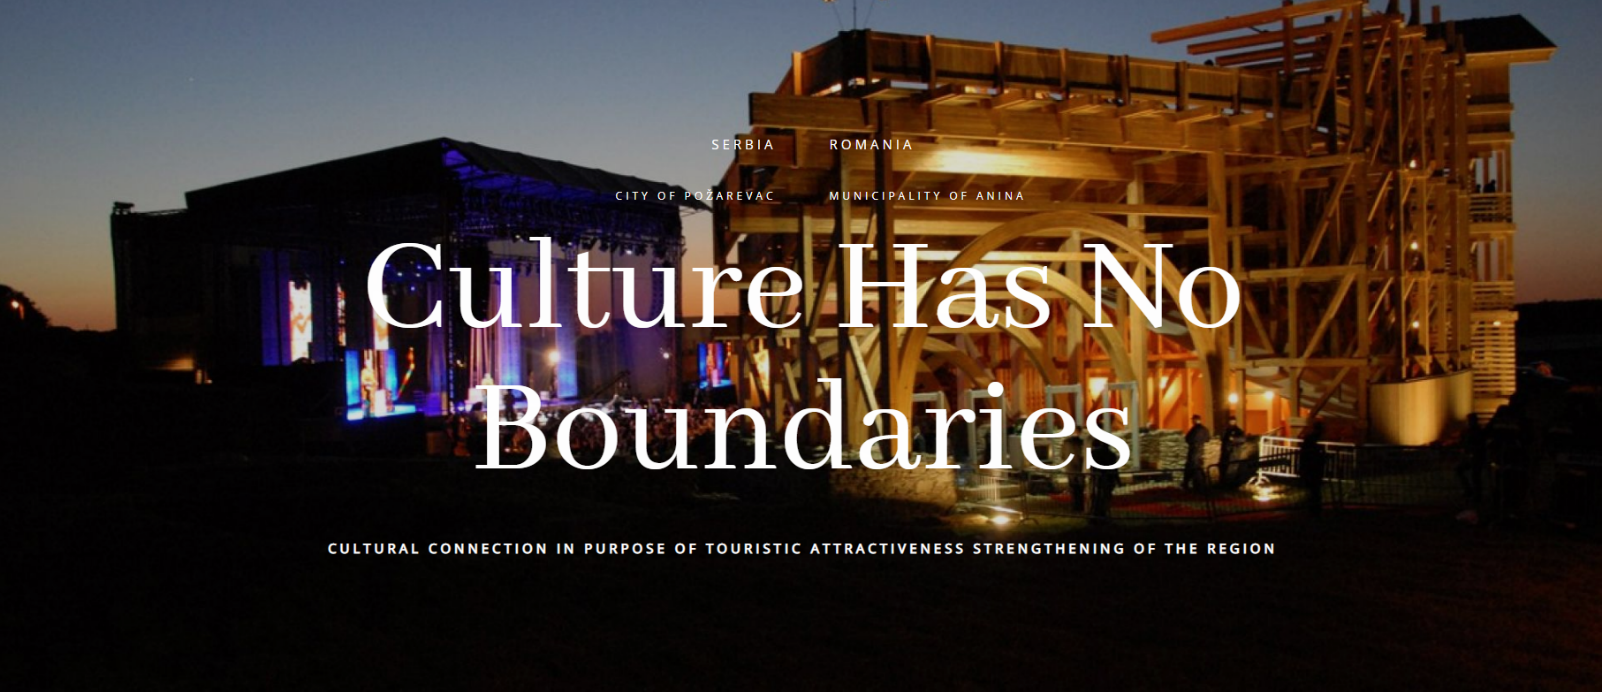 SERBIA ROMANIA
CITY OF POŽAREVAC MUNICIPALITY OF ANINA
Culture Has No
Boundaries
CULTURAL CONNECTION IN PURPOSE OF TOURISTIC ATTRACTIVENESS STRENGTHENING OF THE REGION